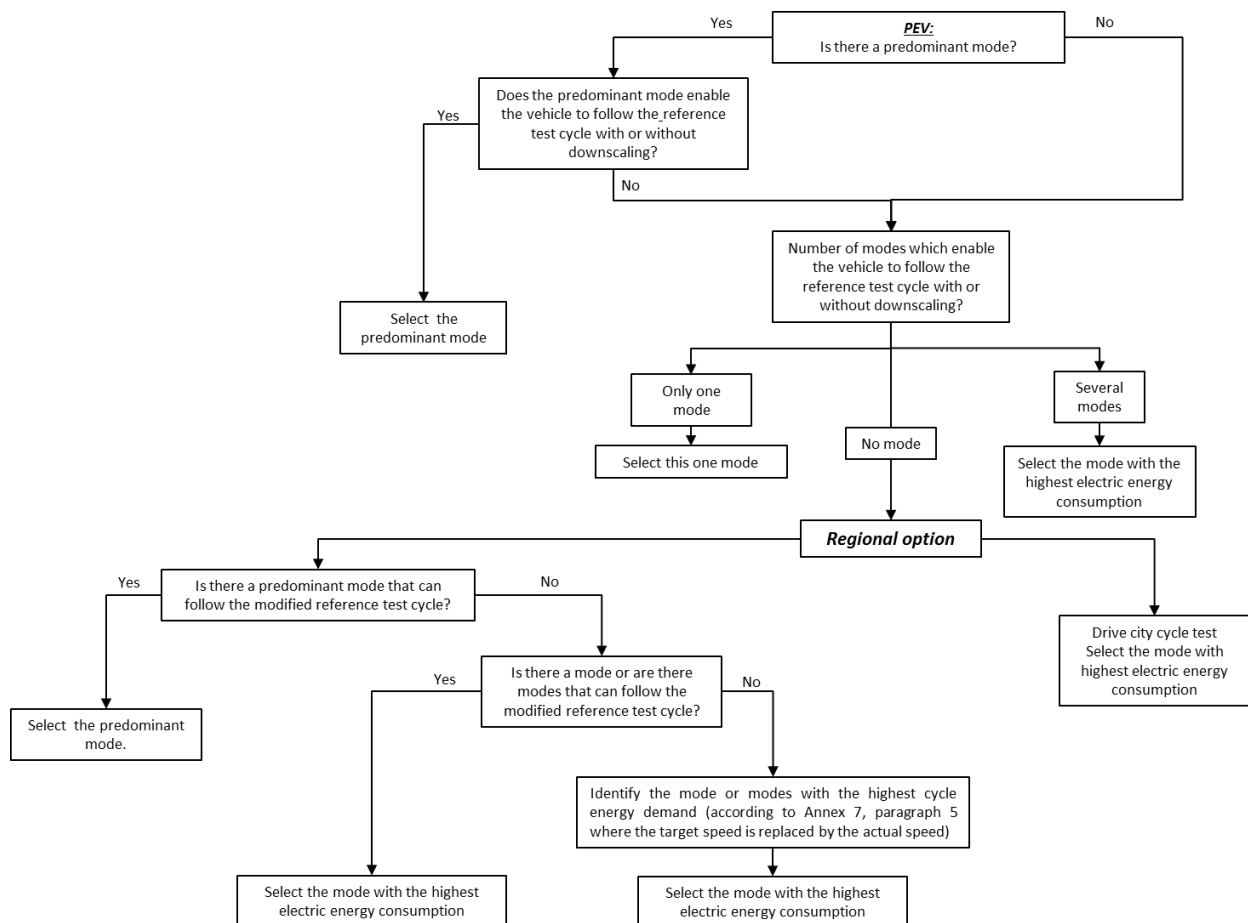 Yes
PEV:
Is there a predominant mode?
No
Does the predominant mode enable
the vehicle to follow the reference
test cycle with or without
downscaling?
Yes
No
Number of modes which enable
the vehicle to follow the
reference test cycle with or
without downscaling?
Select the
predominant mode
Only one
mode
Several
modes
No mode
Select this one mode
Select the mode with the
highest electric energy
consumption
Regional option
Yes
Is there a predominant mode that can
follow the modified reference test cycle?
No
Drive city cycle test
Select the mode with
highest electric energy
consumption
Yes
Is there a mode or are there
modes that can follow the
modified reference test cycle?
No
Select the predominant
mode.
Identify the mode or modes with the highest cycle
energy demand (according to Annex 7, paragraph 5
where the target speed is replaced by the actual speed)
Select the mode with the highest
electric energy consumption
Select the mode with the highest
electric energy consumption